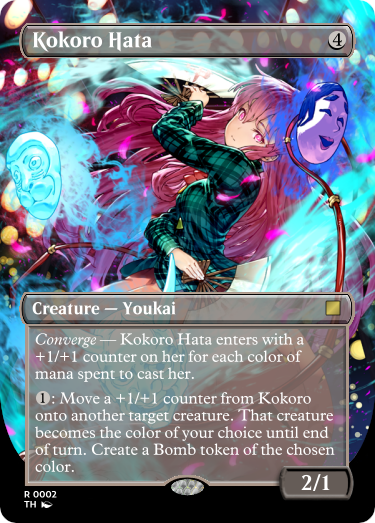 Kokoro Hata 4
Creature — Youkai
Converge — Kokoro Hata enters with a
+1/+1 counter on her for each color of
mana spent to cast her.
1: Move a +1/+1 counter from Kokoro
onto another target creature. That creature
becomes the color of your choice until end
of turn. Create a Bomb token of the chosen
color.
2/1
R 0002
TH